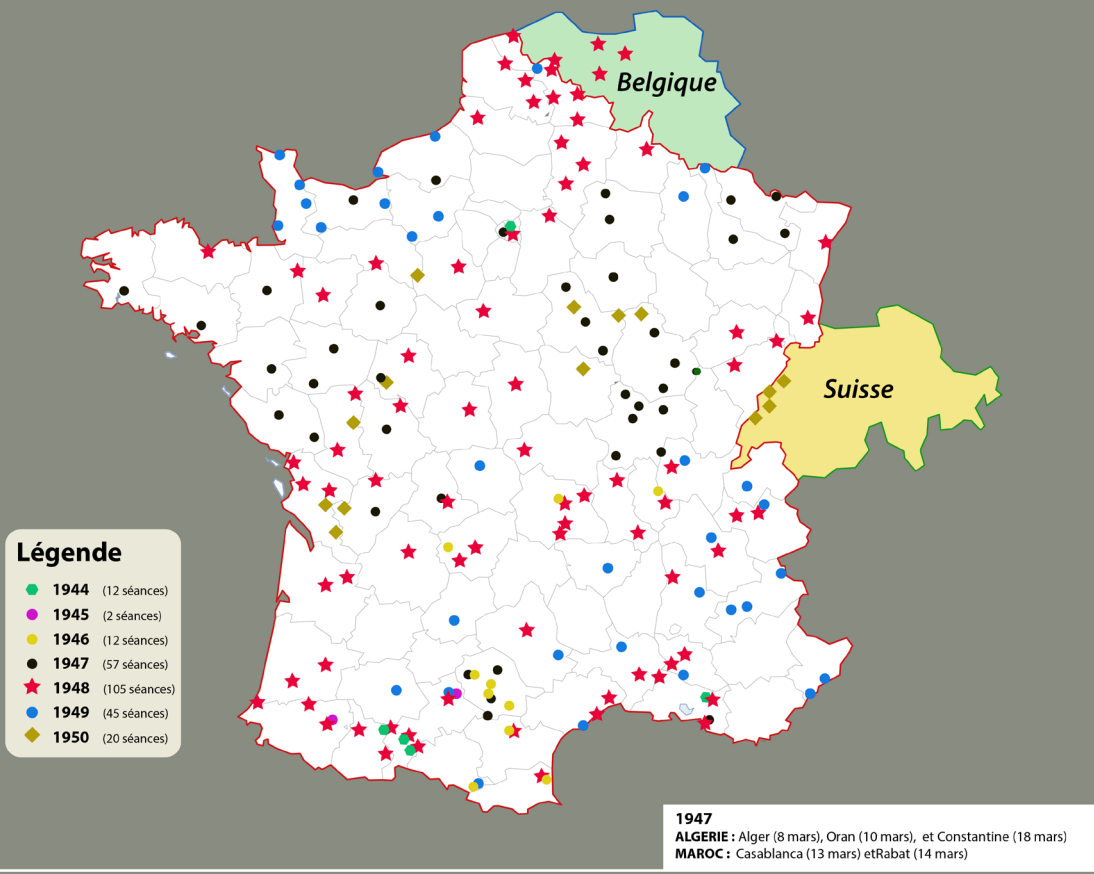 Belgique
Suisse
Légende
1944 (12 séances)
1945 (2 séances)
1946 (12 séances)
1947 (57 séances)
1948 (105 séances)
1949 (45 séances)
1950 (20 séances)
1947
ALGERIE : Alger (8 mars), Oran (10 mars), et Constantine (18 mars)
MAROC : Casablanca (13 mars) etRabat (14 mars)